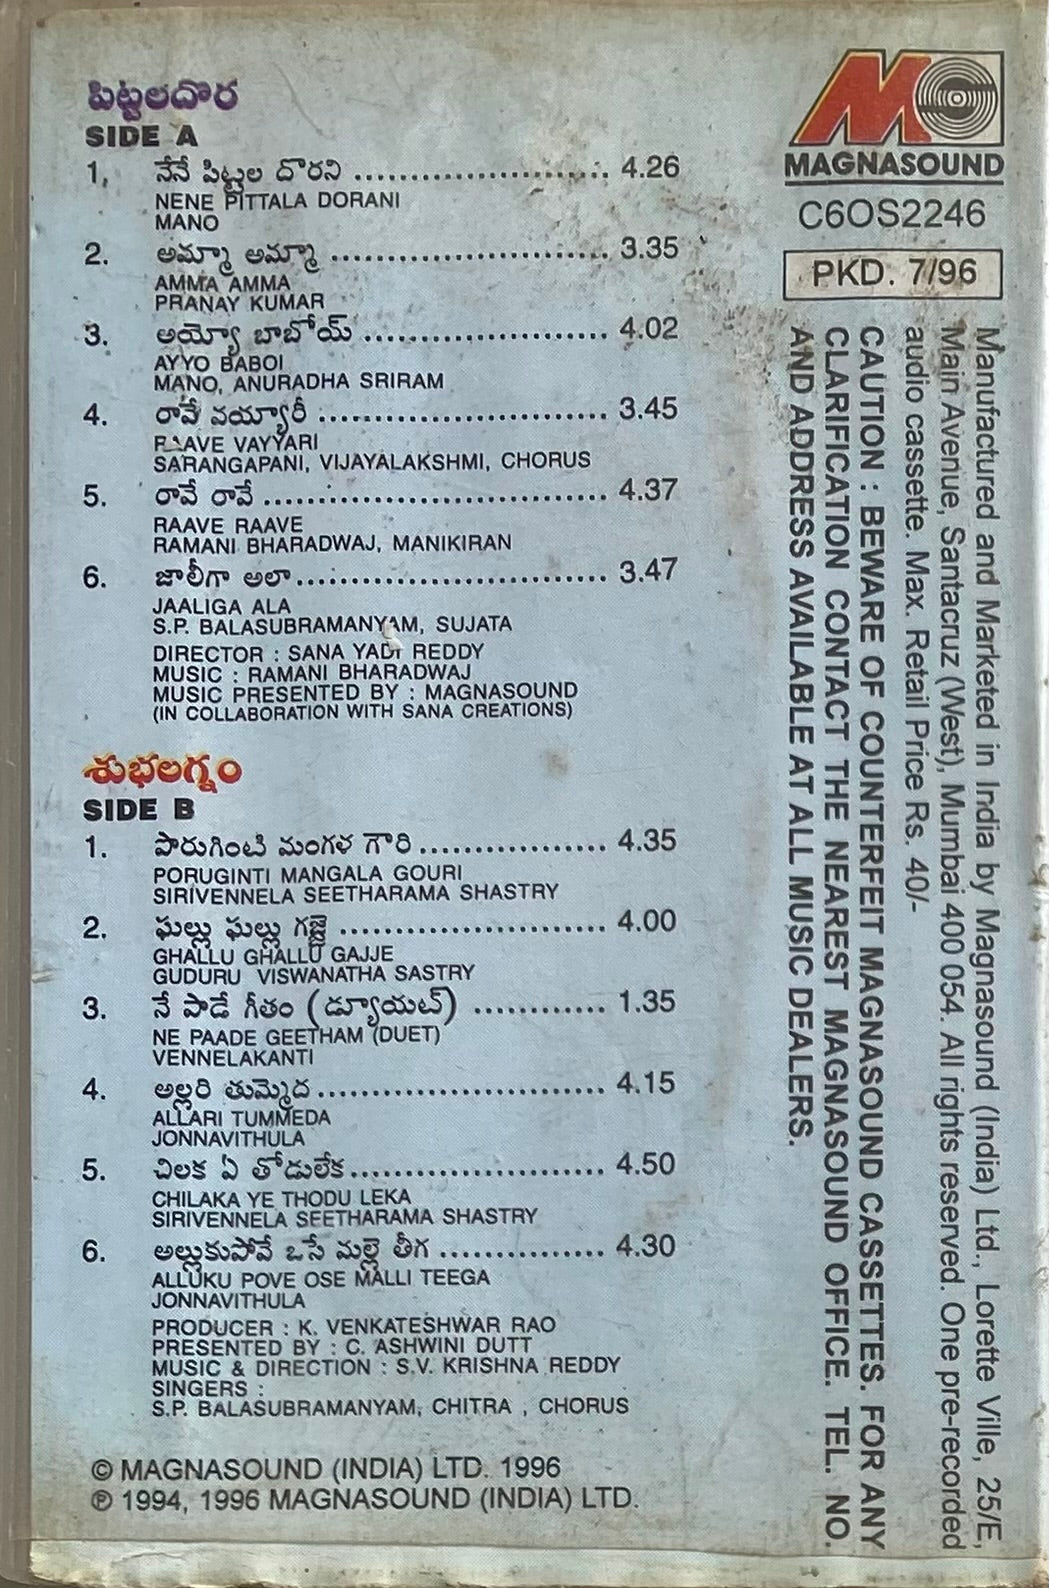 పిట్టలదొర
SIDE A
1, నేనే పిట్టల దొరని ............................ 4.26
NENE PITTALA DORANI
MANO
2. అమ్మా అమ్మా ............................... 3.35
AMMA AMMA
PRANAY KUMAR
3. అయ్యో బాబోయ్ ........................... 4.02
AYYO BABOI
MANO, ANURADHA SRIRAM
4. రావే వయ్యారీ ................................ 3.45
RAAVE VAYYARI
SARANGAPANI, VIJAYALAKSHMI, CHORUS
5. రావే రావే ...................................... 4.37
RAAVE RAAVE
RAMANI BHARADWAJ, MANIKIRAN
6. జాలీగా అలా.................................. 3.47
JAALIGA ALA
S.P. BALASUBRAMANYAM, SUJATA
DIRECTOR : SANA YADI REDDY
MUSIC : RAMANI BHARADWAJ
MUSIC PRESENTED BY : MAGNASOUND
(IN COLLABORATION WITH SANA CREATIONS)
శుభలగ్నం
SIDE B
1. పొరుగింటి మంగళ గౌరి.................. 4.35
PORUGINTI MANGALA GOURI
SIRIVENNELA SEETHARAMA SHASTRY
2. ఘల్లు ఘల్లు గజ్జె .......................... 4.00
GHALLU GHALLU GAJJE
GUDURU VISWANATHA SASTRY
3. నే పాడే గీతం (డ్యూయట్) ............ 1.35
NE PAADE GEETHAM (DUET)
VENNELAKANTI
4. అల్లరి తుమ్మెద............................ 4.15
ALLARI TUMMEDA
JONNAVITHULA
5. చిలక ఏ తోడులేక......................... 4.50
CHILAKA YE THODU LEKA
SIRIVENNELA SEETHARAMA SHASTRY
6. అల్లుకుపోవే ఒసే మల్లె తీగ ................ 4.30
ALLUKU POVE OSE MALLI TEEGA
JONNAVITHULA
PRODUCER : K. VENKATESHWAR RAO
PRESENTED BY : C. ASHWINI DUTT
MUSIC & DIRECTION : S.V. KRISHNA REDDY
SINGERS :
S.P. BALASUBRAMANYAM, CHITRA , CHORUS
© MAGNASOUND (INDIA) LTD. 1996
℗ 1994, 1996 MAGNASOUND (INDIA) LTD.
MAGNASOUND
C6OS2246
PKD. 7/96
Manufactured and Marketed in India by Magnasound (India) Ltd., Lorette Ville, 25/E,
Main Avenue, Santacruz (West), Mumbai 400 054. All rights reserved. One pre-recorded
audio cassette. Max. Retail Price Rs. 40/-
CAUTION : BEWARE OF COUNTERFEIT MAGNASOUND CASSETTES. FOR ANY
CLARIFICATION CONTACT THE NEAREST MAGNASOUND OFFICE. TEL. NO.
AND ADDRESS AVAILABLE AT ALL MUSIC DEALERS.